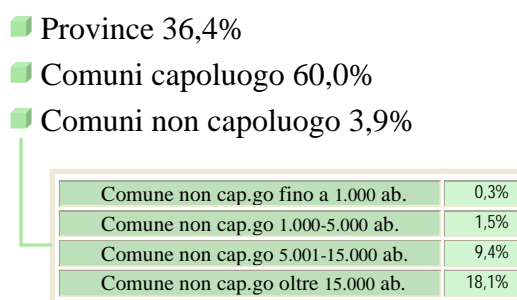 Province 36,4%
Comuni capoluogo 60,0%
Comuni non capoluogo 3,9%
Comune non cap.go fino a 1.000 ab. 0,3%
Comune non cap.go 1.000-5.000 ab. 1,5%
Comune non cap.go 5.001-15.000 ab. 9,4%
Comune non cap.go oltre 15.000 ab. 18,1%